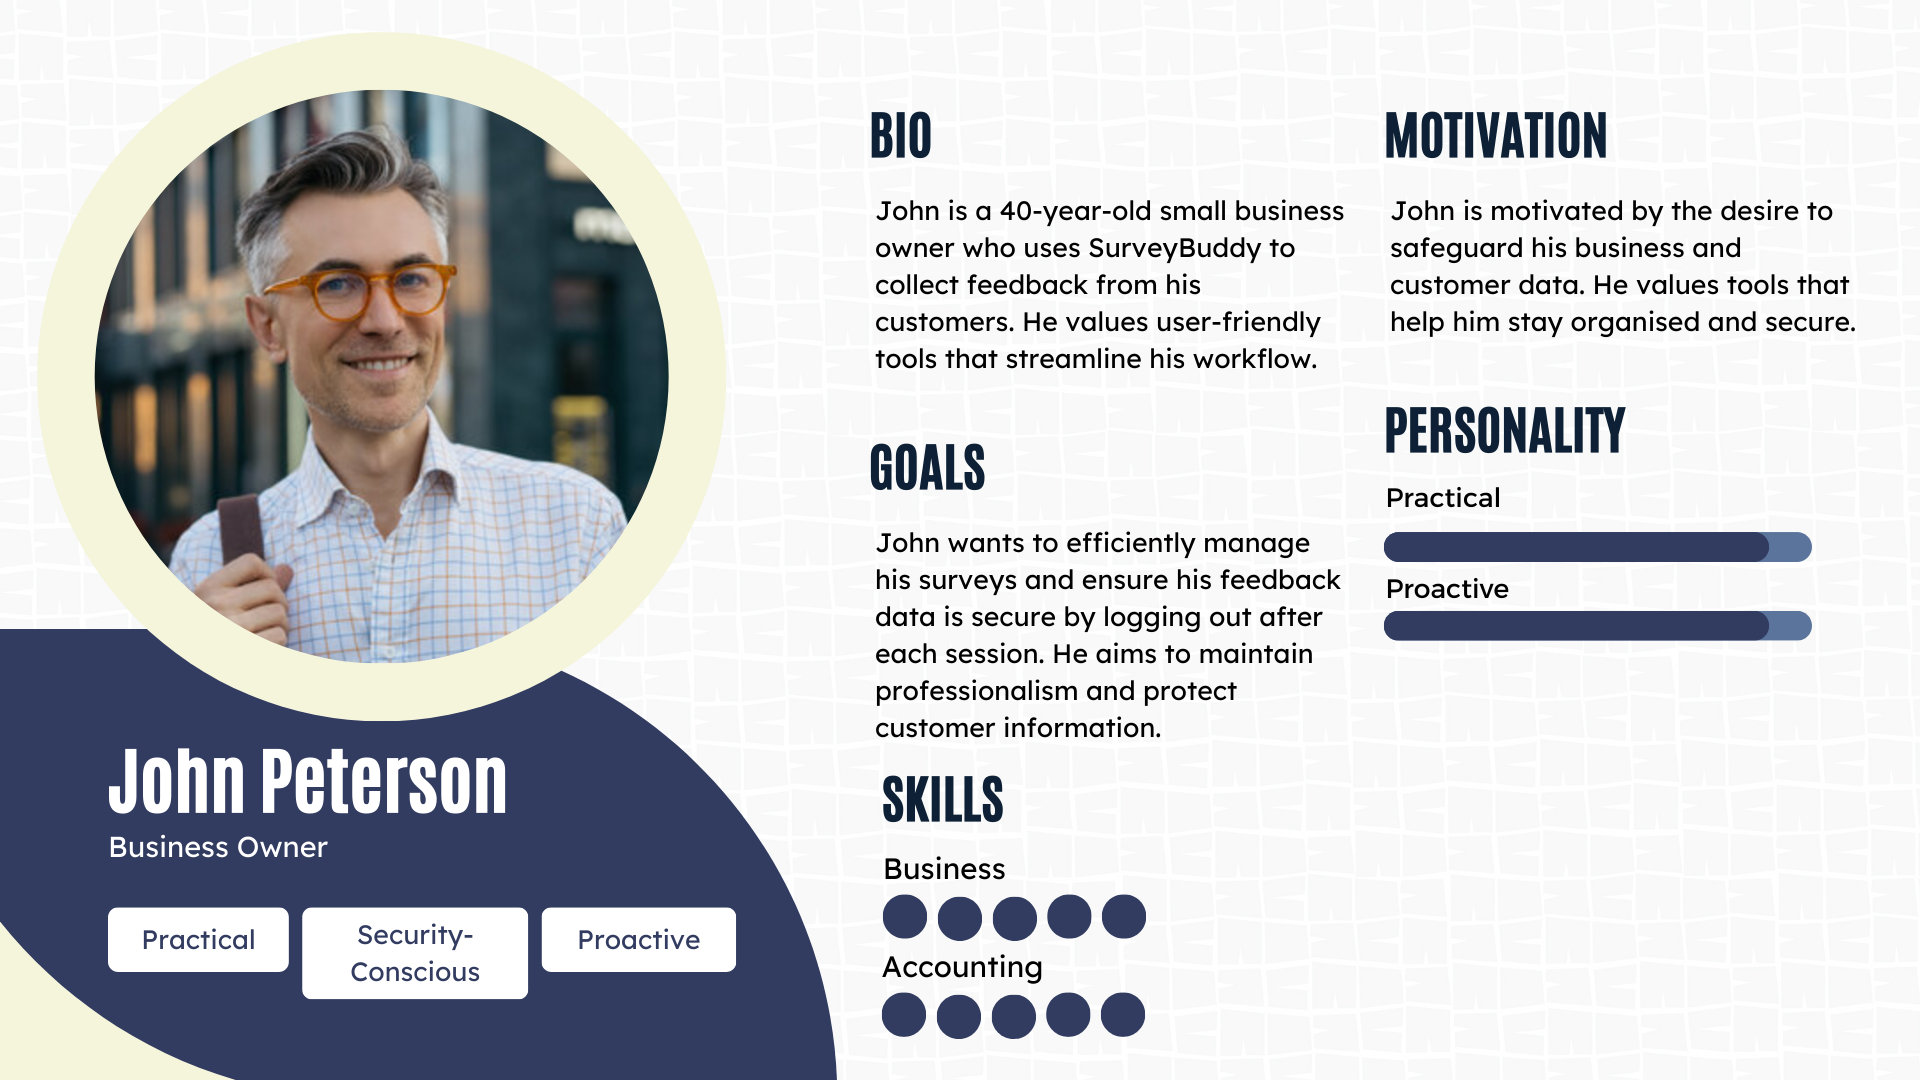 John Peterson
Business Owner
Practical
Security-
Conscious
Proactive
BIO
John is a 40-year-old small business
owner who uses SurveyBuddy to
collect feedback from his
customers. He values user-friendly
tools that streamline his workflow.
GOALS
John wants to efficiently manage
his surveys and ensure his feedback
data is secure by logging out after
each session. He aims to maintain
professionalism and protect
customer information.
SKILLS
Business
Accounting
MOTIVATION
John is motivated by the desire to
safeguard his business and
customer data. He values tools that
help him stay organised and secure.
PERSONALITY
Practical
Proactive